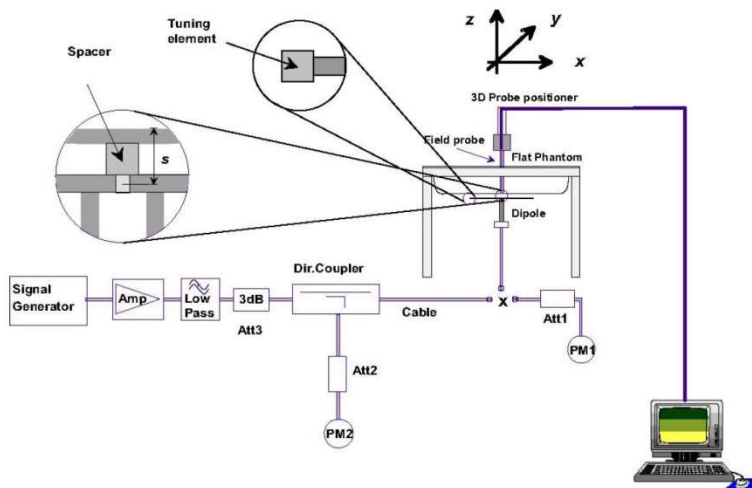 Tuning
element
Spacer
s
z
y
x
3D Probe positioner
Field probe
Flat Phantom
Dipole
Signal
Generator
Amp
Low
Pass
3dB
Att3
Dir.Coupler
Cable
x
Att1
PM1
Att2
PM2